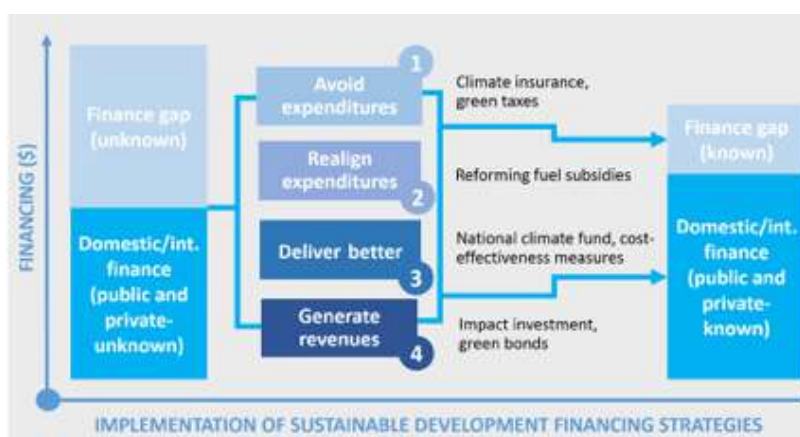 FINANCING ($)
Finance gap
(unknown)
Domestic/int.
finance
(public and
private-
unknown)
1
Avoid
expenditures
Realign
expenditures
2
Deliver better
3
Generate
revenues
4
Climate insurance,
green taxes
Reforming fuel subsidies
National climate fund, cost-
effectiveness measures
Impact investment,
green bonds
Finance gap
(known)
Domestic/int.
finance
(public and
private-
known)
IMPLEMENTATION OF SUSTAINABLE DEVELOPMENT FINANCING STRATEGIES